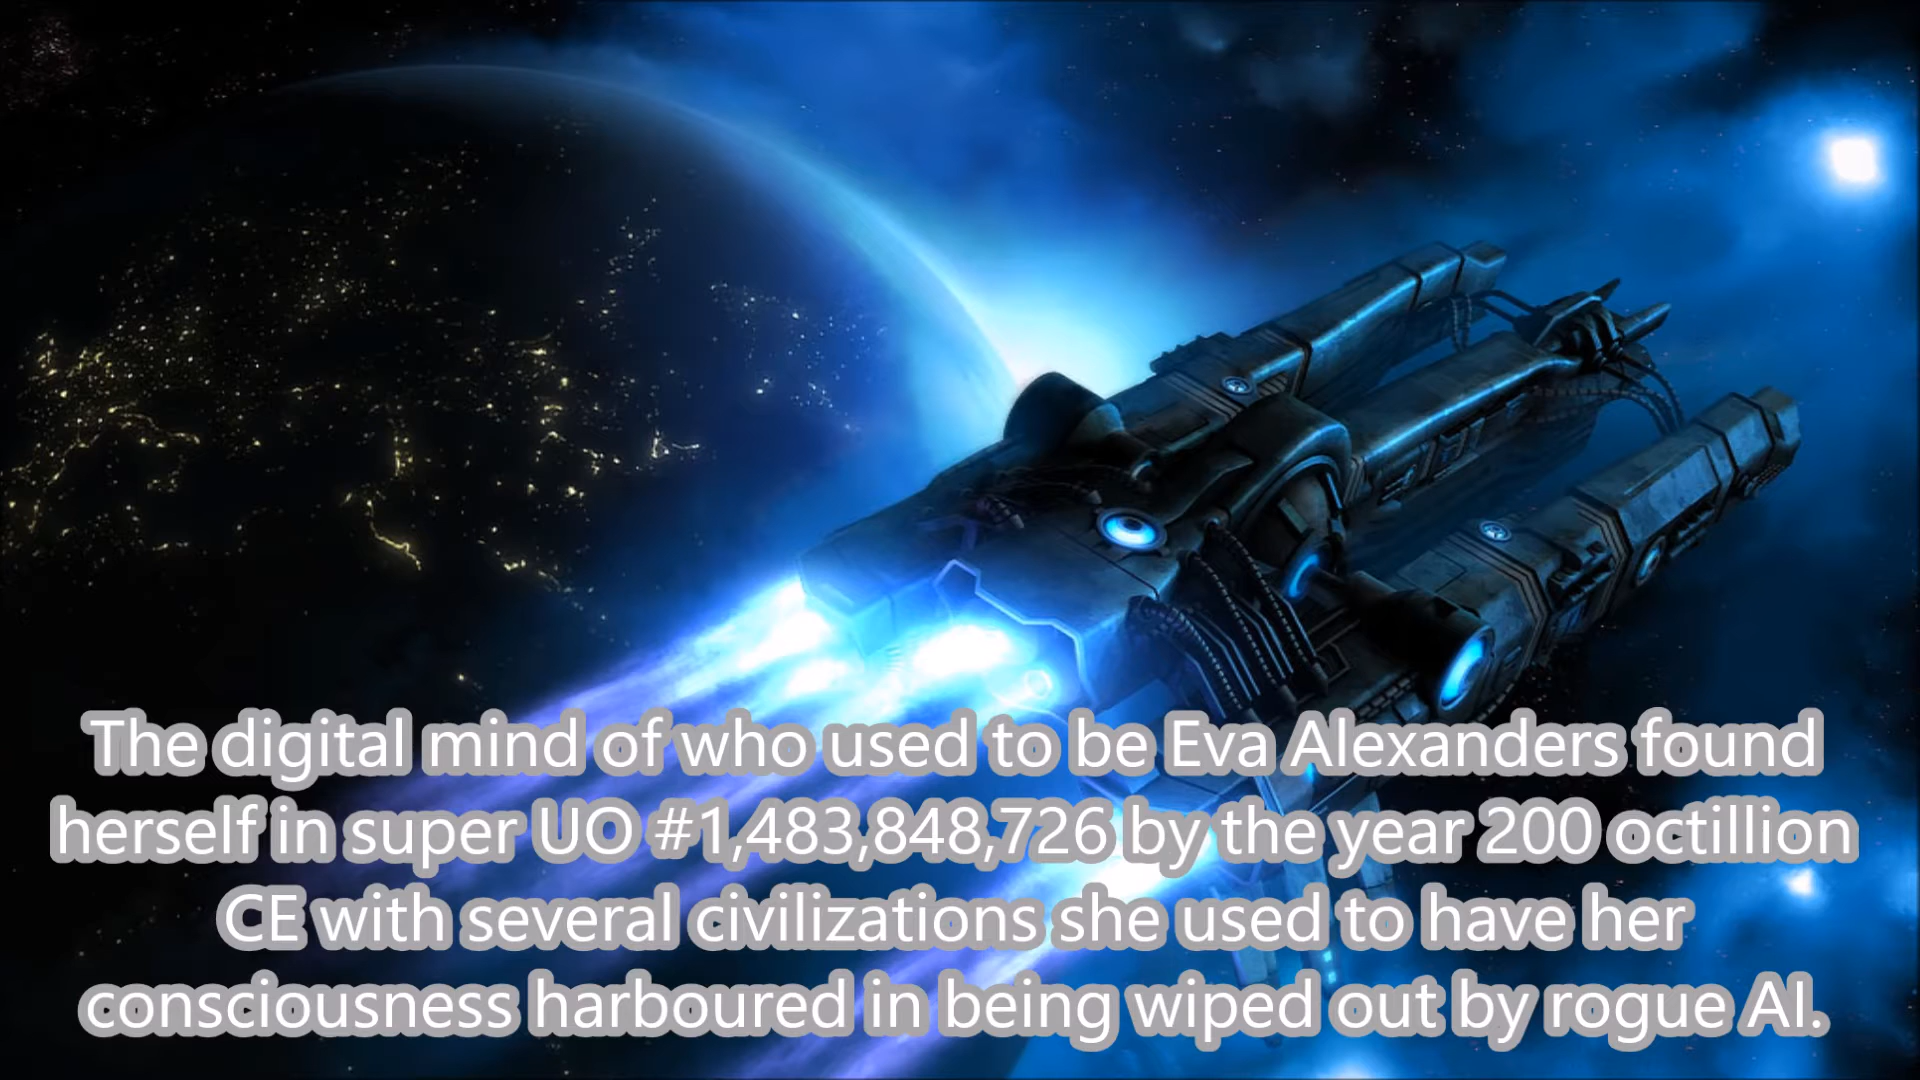 The digital mind of who used to be Eva Alexanders found
herself in super UO #1,483,848,726 by the year 200 octillion
CE with several civilizations she used to have her
consciousness harboured in being wiped out by rogue AI.